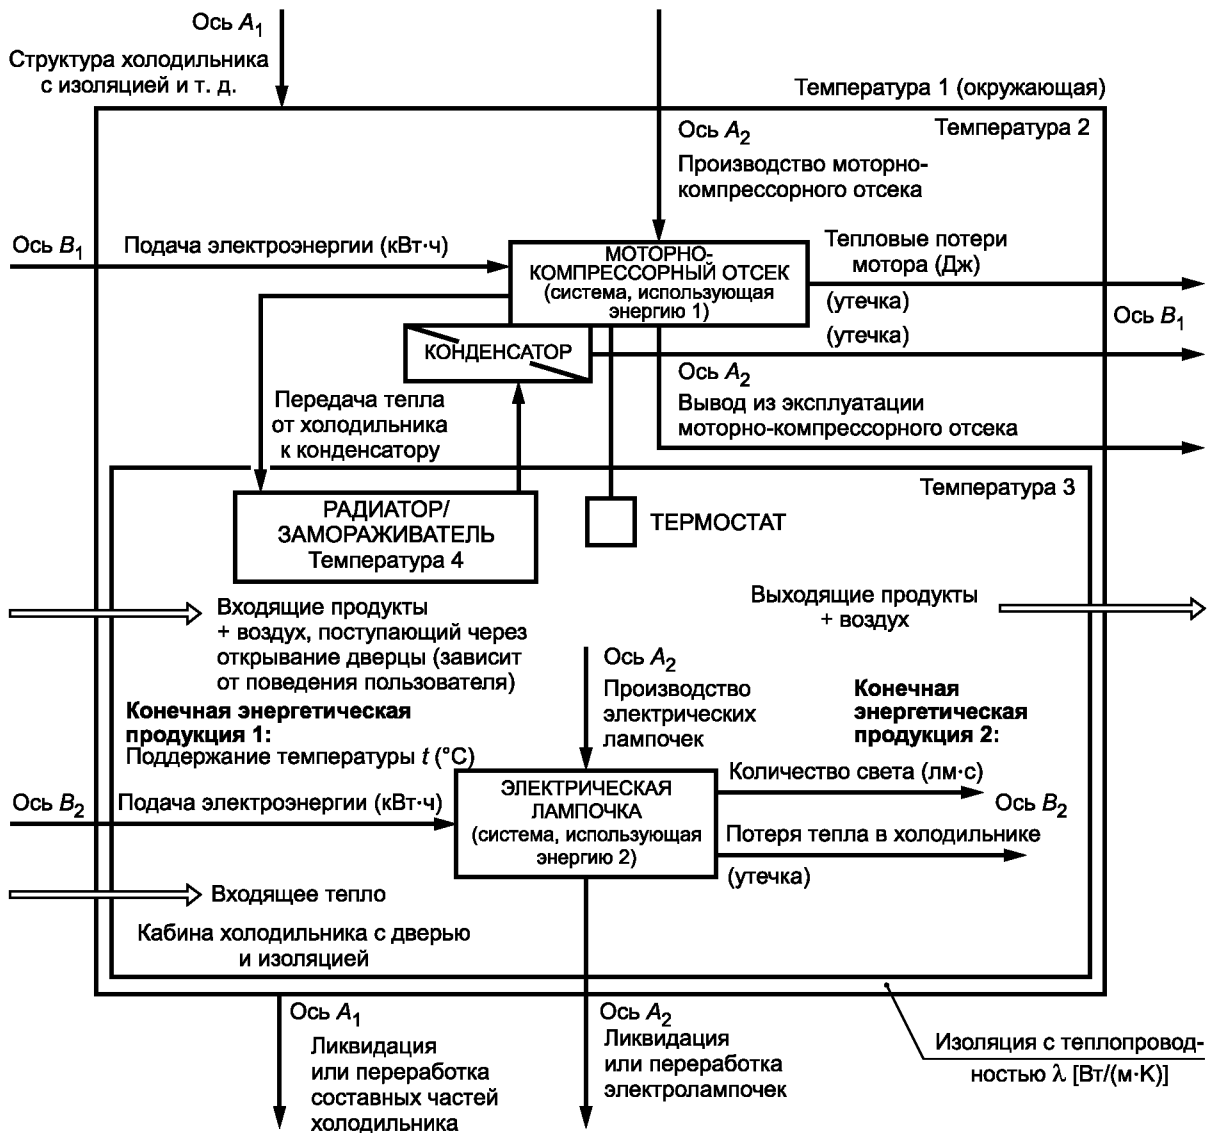 Ось A1
Структура холодильника
с изоляцией и т. д.
Температура 1 (окружающая)
Температура 2
Ось A2
Производство моторно-
компрессорного отсека
Ось B1
Подача электроэнергии (кВт·ч)
МОТОРНО-
КОМПРЕССОРНЫЙ ОТСЕК
(система, использующая
энергию 1)
Тепловые потери
мотора (Дж)
(утечка)
(утечка)
Ось B1
КОНДЕНСАТОР
Ось A2
Вывод из эксплуатации
моторно-компрессорного отсека
Передача тепла
от холодильника
к конденсатору
Температура 3
РАДИАТОР/
ЗАМОРАЖИВАТЕЛЬ
Температура 4
ТЕРМОСТАТ
Входящие продукты
+ воздух, поступающий через
открывание дверцы (зависит
от поведения пользователя)
Выходящие продукты
+ воздух
Ось A2
Производство
электрических
лампочек
Конечная энергетическая
продукция 1:
Поддержание температуры t (°C)
Конечная
энергетическая
продукция 2:
Количество света (лм·с)
Ось B2
Ось B2
Подача электроэнергии (кВт·ч)
ЭЛЕКТРИЧЕСКАЯ
ЛАМПОЧКА
(система, использующая
энергию 2)
Потеря тепла в холодильнике
(утечка)
Входящее тепло
Кабина холодильника с дверью
и изоляцией
Ось A1
Ликвидация
или переработка
составных частей
холодильника
Ось A2
Ликвидация
или переработка
электролампочек
Изоляция с теплопровод-
ностью λ [Вт/(м·К)]